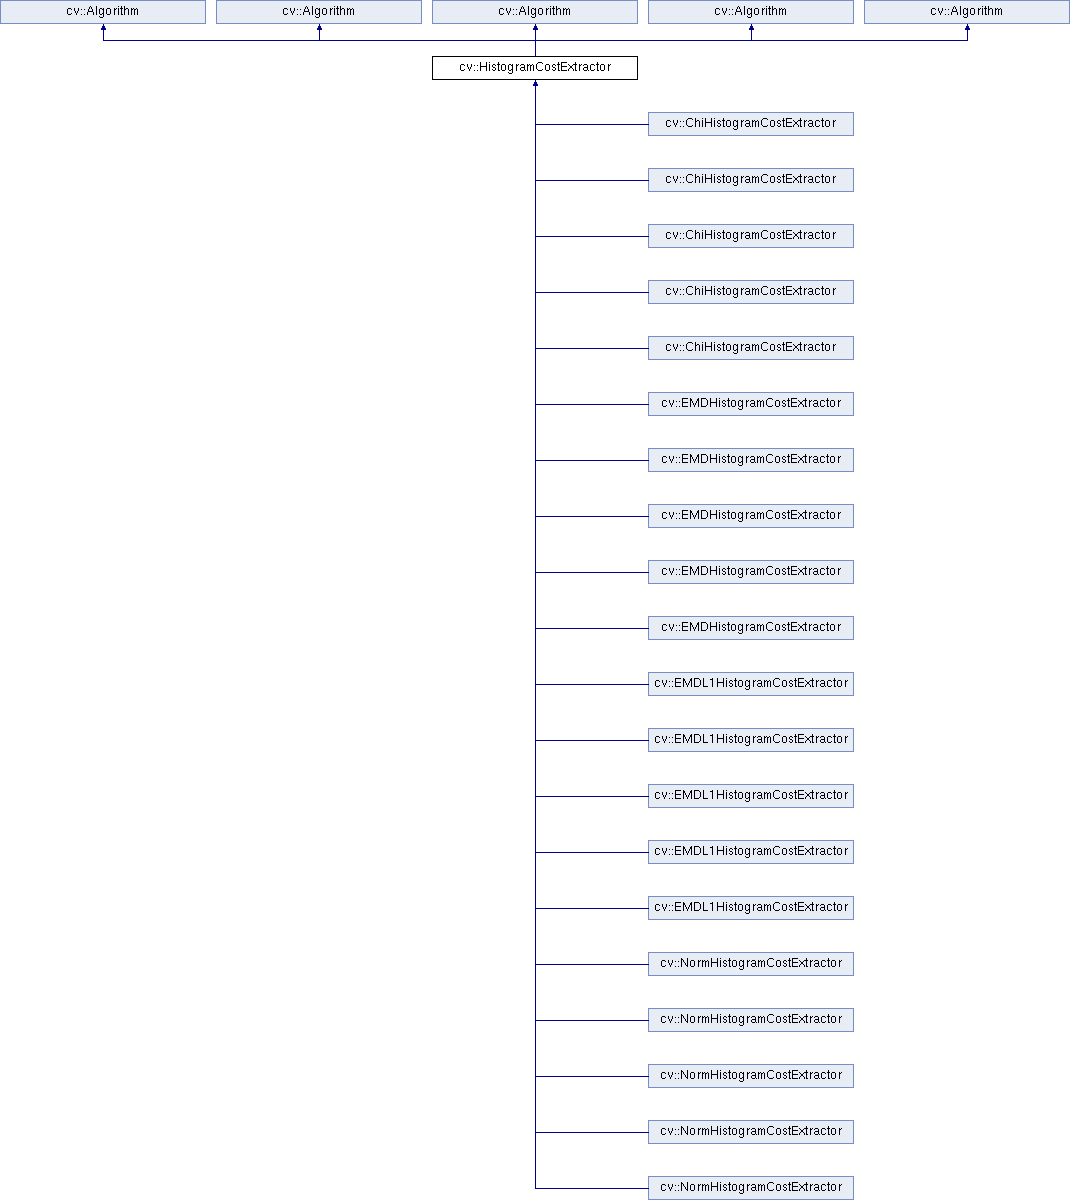 cv::Algorithm cv::Algorithm cv::Algorithm cv::Algorithm cv::Algorithm
cv::HistogramCostExtractor
cv::ChiHistogramCostExtractor
cv::ChiHistogramCostExtractor
cv::ChiHistogramCostExtractor
cv::ChiHistogramCostExtractor
cv::ChiHistogramCostExtractor
cv::EMDHistogramCostExtractor
cv::EMDHistogramCostExtractor
cv::EMDHistogramCostExtractor
cv::EMDHistogramCostExtractor
cv::EMDHistogramCostExtractor
cv::EMDL1HistogramCostExtractor
cv::EMDL1HistogramCostExtractor
cv::EMDL1HistogramCostExtractor
cv::EMDL1HistogramCostExtractor
cv::EMDL1HistogramCostExtractor
cv::NormHistogramCostExtractor
cv::NormHistogramCostExtractor
cv::NormHistogramCostExtractor
cv::NormHistogramCostExtractor
cv::NormHistogramCostExtractor